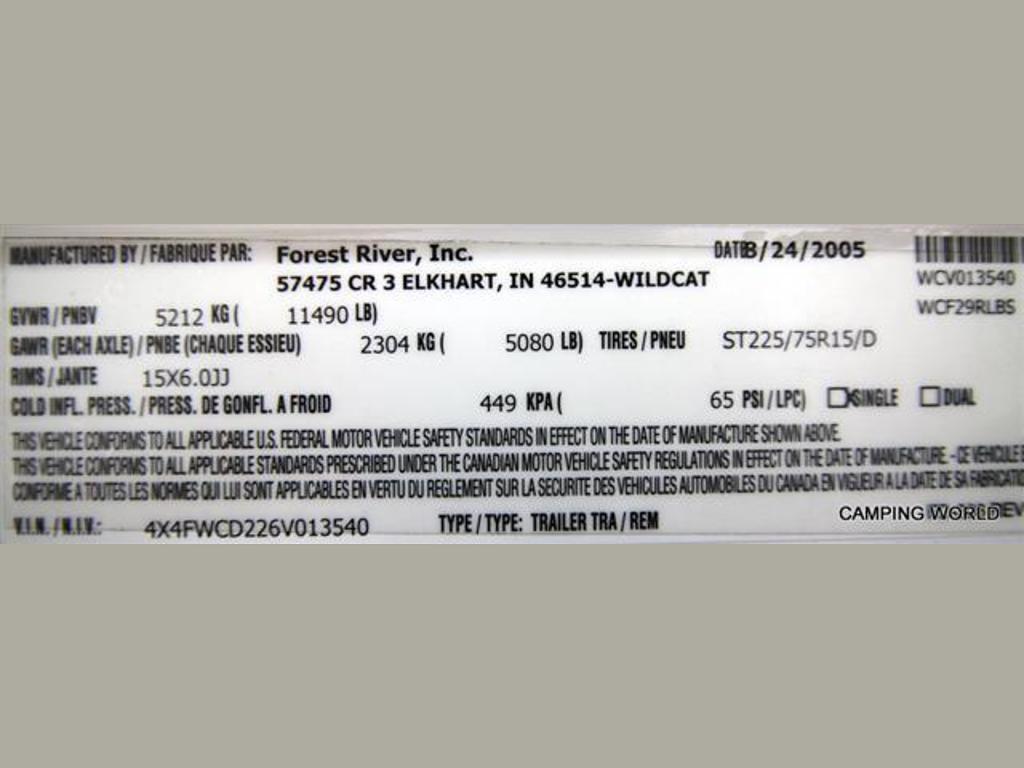 MANUFACTURED BY / FABRIQUE PAR: Forest River, Inc. DATE 8/24/2005
57475 CR 3 ELKHART, IN 46514-WILDCAT WCV013540
GVWR / PNBV 5212 KG ( 11490 LB) WCF29RLBS
GAWR (EACH AXLE) / PNBE (CHAQUE ESSIEU) 2304 KG ( 5080 LB) TIRES / PNEU ST225/75R15/D
RIMS / JANTE 15X6.0JJ
COLD INFL. PRESS. / PRESS. DE GONFL. A FROID 449 KPA ( 65 PSI / LPC) SINGLE DUAL
THIS VEHICLE CONFORMS TO ALL APPLICABLE U.S. FEDERAL MOTOR VEHICLE SAFETY STANDARDS IN EFFECT ON THE DATE OF MANUFACTURE SHOWN ABOVE.
THIS VEHICLE CONFORMS TO ALL APPLICABLE STANDARDS PRESCRIBED UNDER THE CANADIAN MOTOR VEHICLE SAFETY REGULATIONS IN EFFECT ON THE DATE OF MANUFACTURE. - CE VEHICULE
CONFORME A TOUTES LES NORMES QUI LUI SONT APPLICABLES EN VERTU DU REGLEMENT SUR LA SECURITE DES VEHICULES AUTOMOBILES DU CANADA EN VIGUEUR A LA DATE DE SA FABRICATIO
V.I.N. / N.I.V.: 4X4FWCD226V013540 TYPE / TYPE: TRAILER TRA / REM CAMPING WORLD